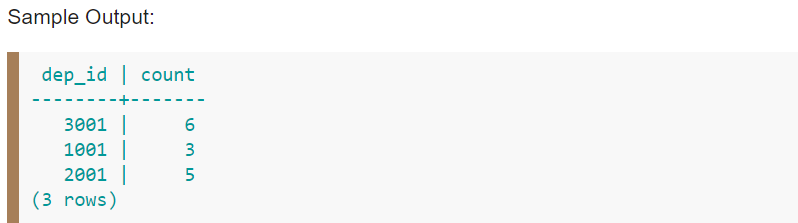 Sample Output:
dep_id | count
--------+-------
3001 | 6
1001 | 3
2001 | 5
(3 rows)